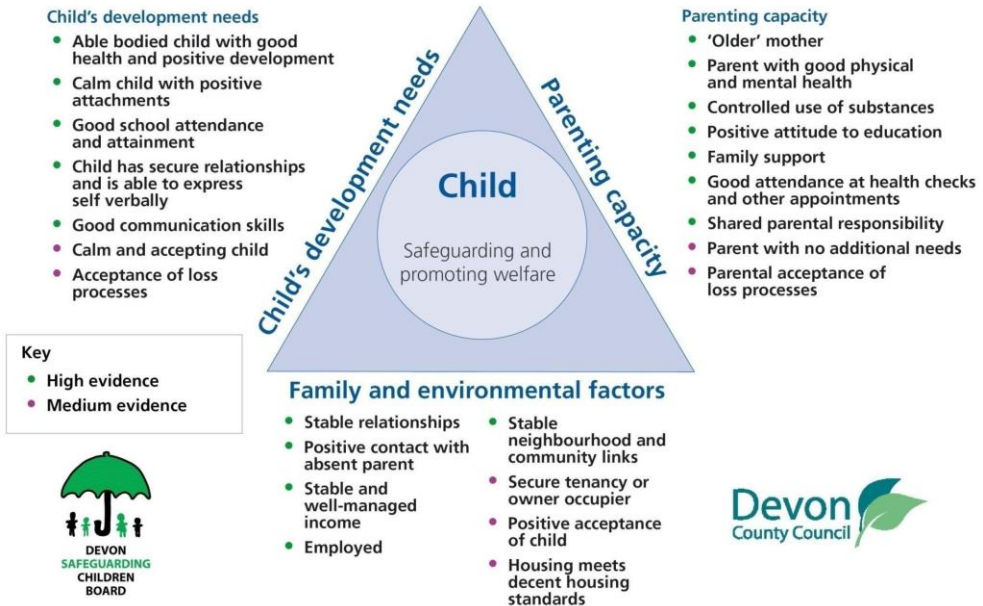 Child's development needs
Able bodied child with good
health and positive development
Calm child with positive
attachments
Good school attendance
and attainment
Child has secure relationships
and is able to express
self verbally
Good communication skills
Calm and accepting child
Acceptance of loss
processes
Key
High evidence
Medium evidence
DEVON
SAFEGUARDING
CHILDREN
BOARD
Child's development needs
Parenting capacity
Child
Safeguarding and
promoting welfare
Family and environmental factors
Stable relationships
Positive contact with
absent parent
Stable and
well-managed
income
Employed
Stable
neighbourhood and
community links
Secure tenancy or
owner occupier
Positive acceptance
of child
Housing meets
decent housing
standards
Parenting capacity
‘Older’ mother
Parent with good physical
and mental health
Controlled use of substances
Positive attitude to education
Family support
Good attendance at health checks
and other appointments
Shared parental responsibility
Parent with no additional needs
Parental acceptance of
loss processes
Devon
County Council